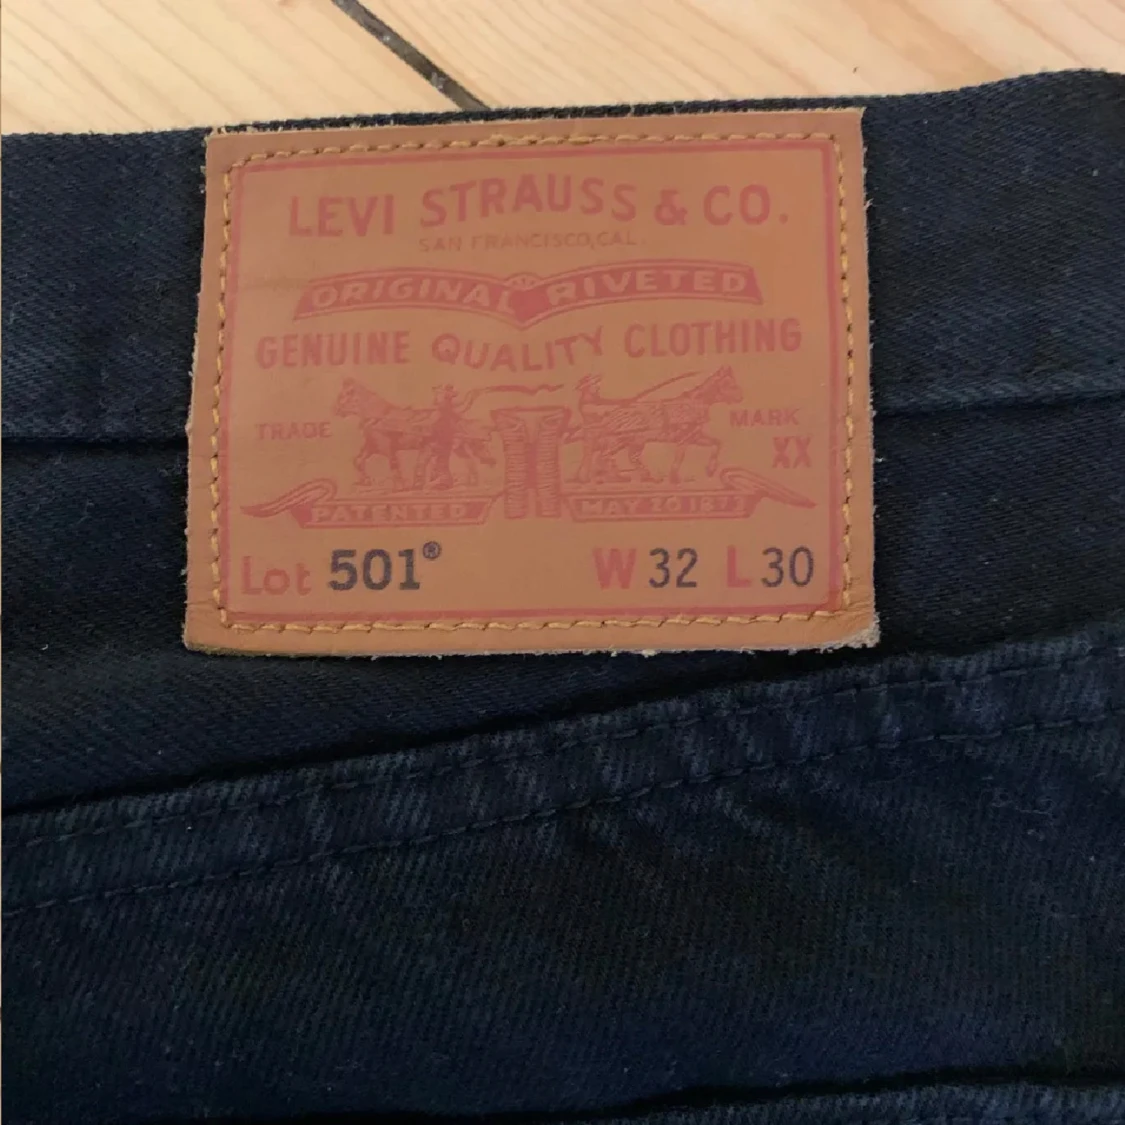 LEVI STRAUSS & CO.
SAN FRANCISCO, CAL.
ORIGINAL RIVETED
GENUINE QUALITY CLOTHING
TRADE MARK
XX
PATENTED MAY 20 1873
Lot 501® W 32 L 30